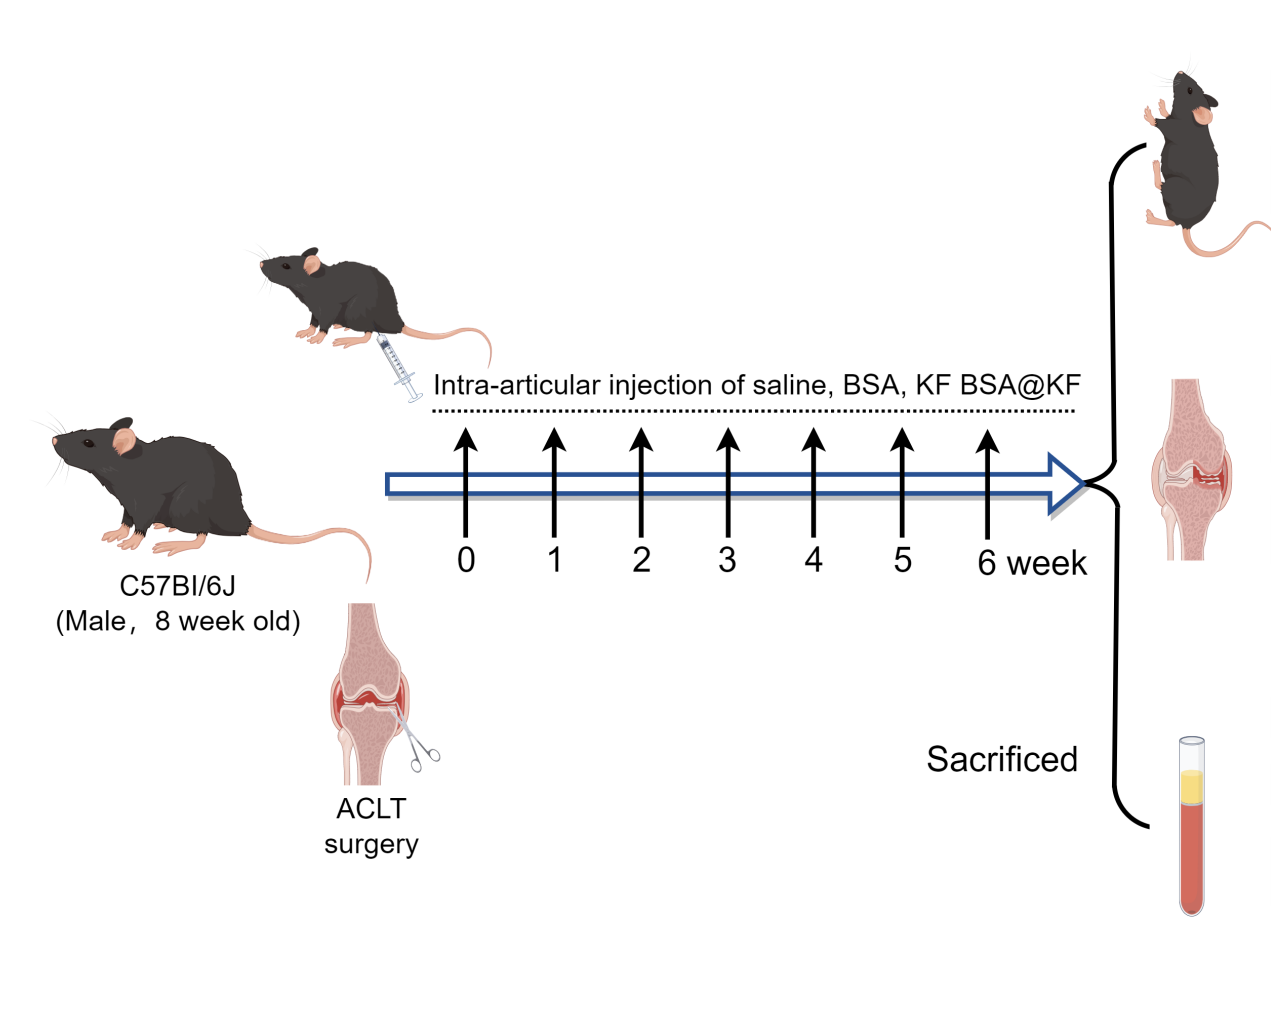 Intra-articular injection of saline, BSA, KF BSA@KF
0 1 2 3 4 5 6 week
C57BI/6J
(Male，8 week old)
ACLT
surgery
Sacrificed